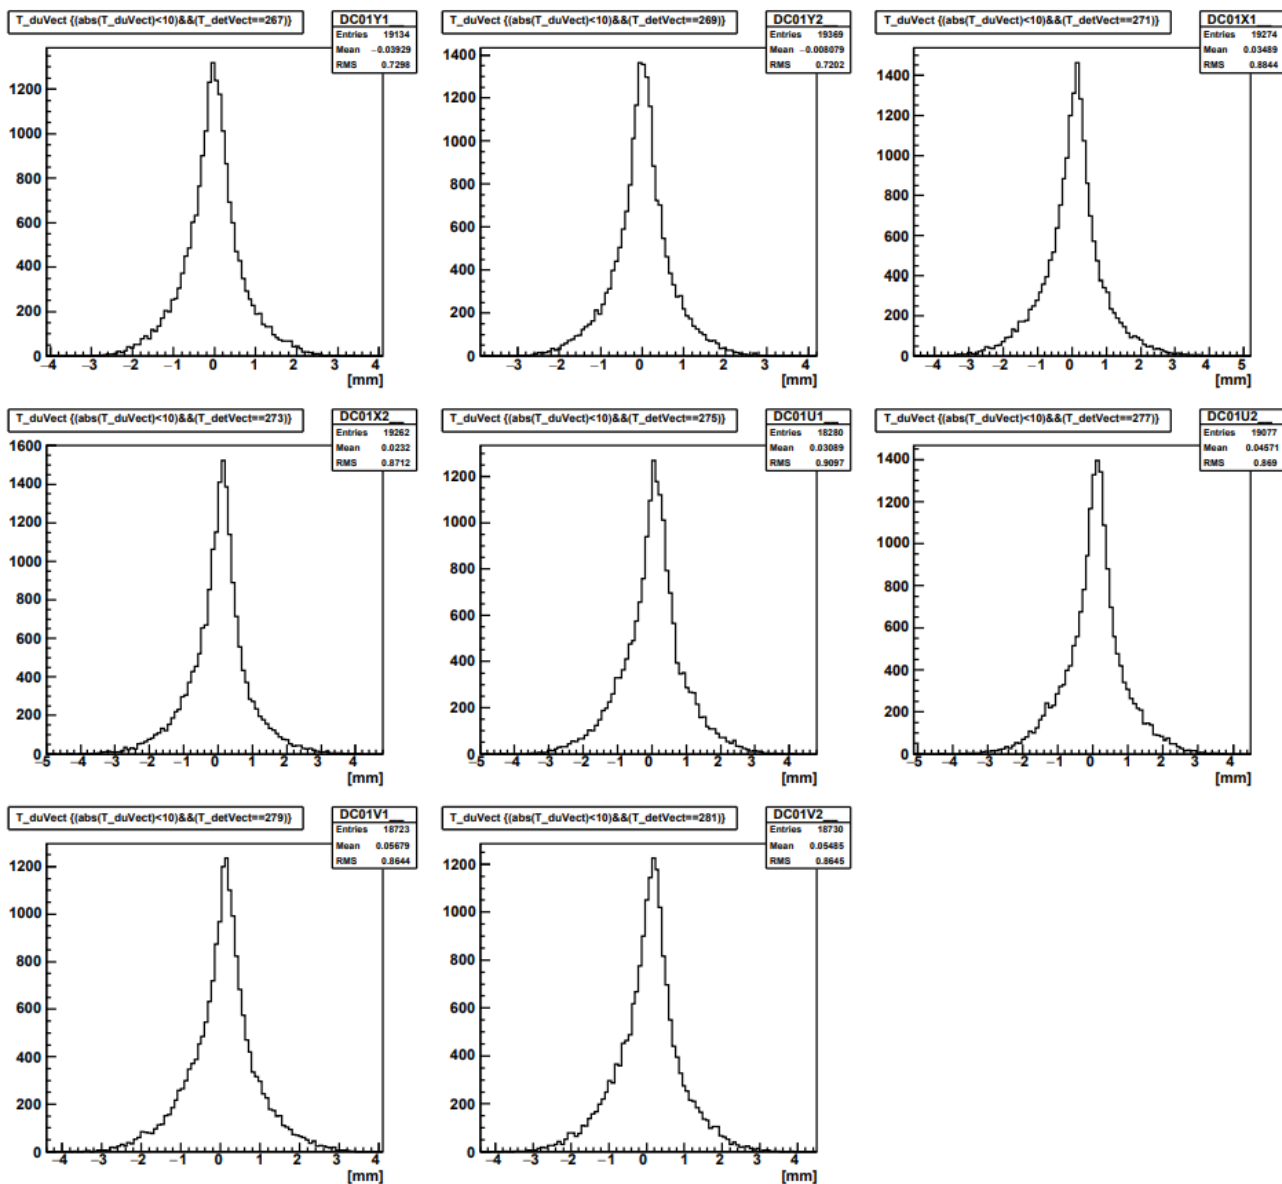 T_duVect {(abs(T_duVect)<10)&&(T_detVect==267)}
DC01Y1__
Entries 19134
Mean −0.03929
RMS 0.7298
1200
1000
800
600
400
200
0
−4 −3 −2 −1 0 1 2 3 4
[mm]
T_duVect {(abs(T_duVect)<10)&&(T_detVect==269)}
DC01Y2__
Entries 19369
Mean −0.008079
RMS 0.7202
1400
1200
1000
800
600
400
200
0
−3 −2 −1 0 1 2 3 4
[mm]
T_duVect {(abs(T_duVect)<10)&&(T_detVect==271)}
DC01X1__
Entries 19274
Mean 0.03489
RMS 0.8844
1400
1200
1000
800
600
400
200
0
−4 −3 −2 −1 0 1 2 3 4 5
[mm]
T_duVect {(abs(T_duVect)<10)&&(T_detVect==273)}
DC01X2__
Entries 19262
Mean 0.0232
RMS 0.8712
1600
1400
1200
1000
800
600
400
200
0
−5 −4 −3 −2 −1 0 1 2 3 4
[mm]
T_duVect {(abs(T_duVect)<10)&&(T_detVect==275)}
DC01U1__
Entries 18280
Mean 0.03089
RMS 0.9097
1200
1000
800
600
400
200
0
−5 −4 −3 −2 −1 0 1 2 3 4
[mm]
T_duVect {(abs(T_duVect)<10)&&(T_detVect==277)}
DC01U2__
Entries 19077
Mean 0.04571
RMS 0.869
1400
1200
1000
800
600
400
200
0
−5 −4 −3 −2 −1 0 1 2 3 4
[mm]
T_duVect {(abs(T_duVect)<10)&&(T_detVect==279)}
DC01V1__
Entries 18723
Mean 0.05679
RMS 0.8644
1200
1000
800
600
400
200
0
−4 −3 −2 −1 0 1 2 3 4
[mm]
T_duVect {(abs(T_duVect)<10)&&(T_detVect==281)}
DC01V2__
Entries 18730
Mean 0.05485
RMS 0.8645
1200
1000
800
600
400
200
0
−4 −3 −2 −1 0 1 2 3 4
[mm]